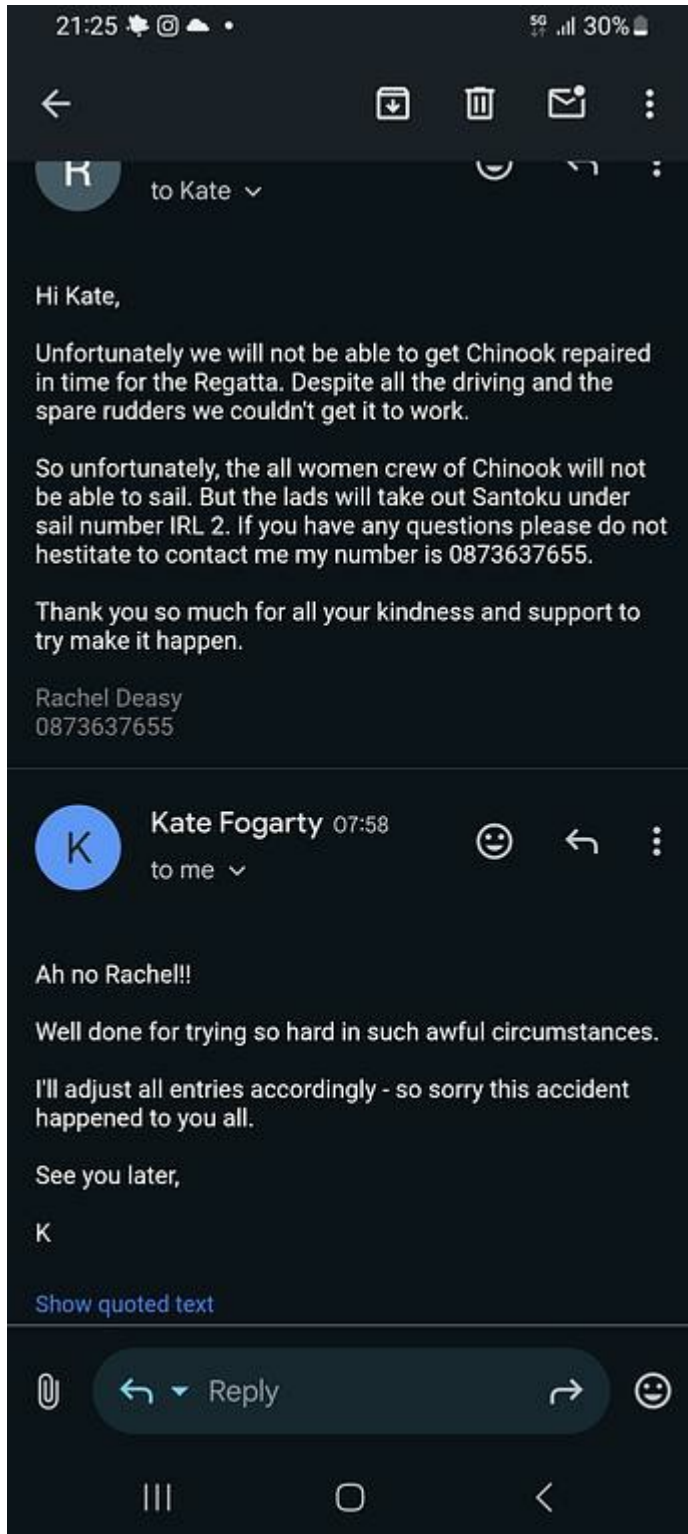 21:25
5G 30%
R
to Kate
Hi Kate,
Unfortunately we will not be able to get Chinook repaired
in time for the Regatta. Despite all the driving and the
spare rudders we couldn't get it to work.
So unfortunately, the all women crew of Chinook will not
be able to sail. But the lads will take out Santoku under
sail number IRL 2. If you have any questions please do not
hestitate to contact me my number is 0873637655.
Thank you so much for all your kindness and support to
try make it happen.
Rachel Deasy
0873637655
K
Kate Fogarty 07:58
to me
Ah no Rachel!!
Well done for trying so hard in such awful circumstances.
I'll adjust all entries accordingly - so sorry this accident
happened to you all.
See you later,
K
Show quoted text
Reply